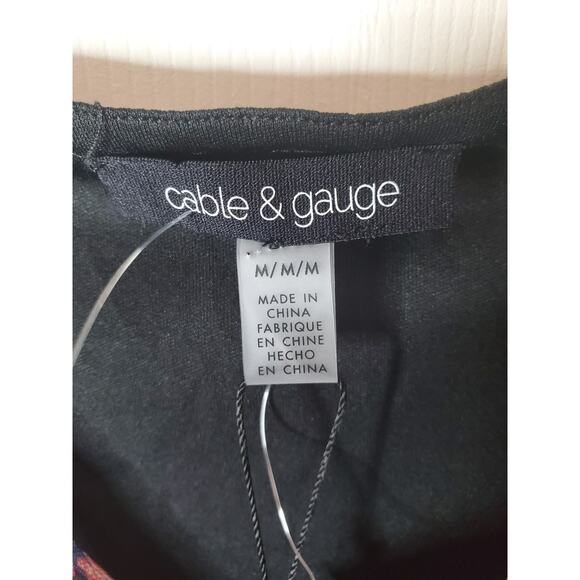 cable & gauge
M/M/M
MADE IN
CHINA
FABRIQUE
EN CHINE
HECHO
EN CHINA